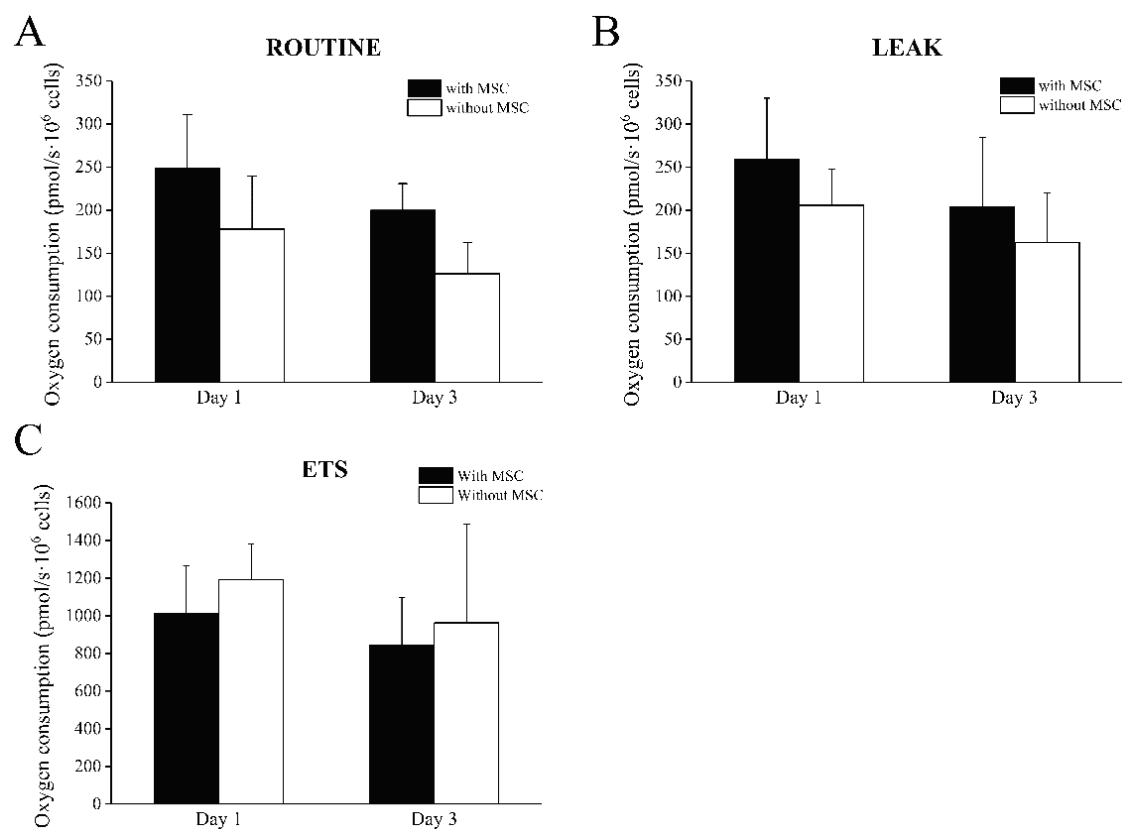 A
ROUTINE
with MSC
without MSC
Oxygen consumption (pmol/s·10⁶ cells)
350
300
250
200
150
100
50
0
Day 1
Day 3
B
LEAK
with MSC
without MSC
Oxygen consumption (pmol/s·10⁶ cells)
350
300
250
200
150
100
50
0
Day 1
Day 3
C
ETS
With MSC
Without MSC
Oxygen consumption (pmol/s·10⁶ cells)
1600
1400
1200
1000
800
600
400
200
0
Day 1
Day 3